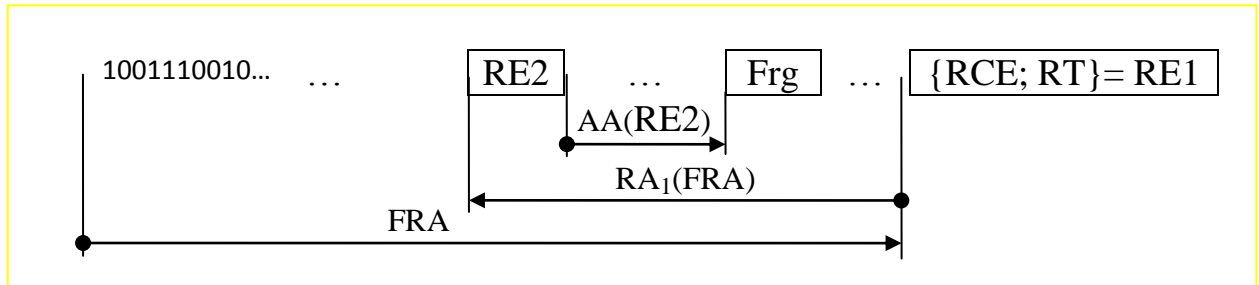 1001110010... ... RE2 ... Frg ... {RCE; RT}= RE1
AA(RE2)
RA₁(FRA)
FRA